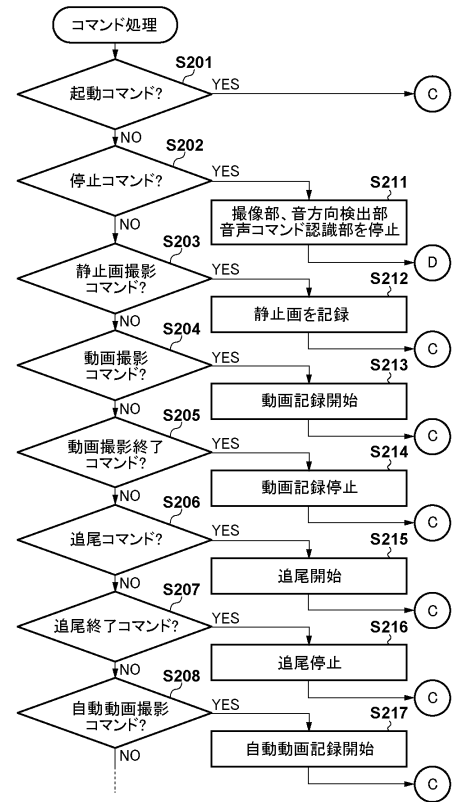 コマンド処理
S201
起動コマンド?
YES
C
NO
S202
停止コマンド?
YES
S211
撮像部、音方向検出部
音声コマンド認識部を停止
D
NO
S203
静止画撮影
コマンド?
YES
S212
静止画を記録
C
NO
S204
動画撮影
コマンド?
YES
S213
動画記録開始
C
NO
S205
動画撮影終了
コマンド?
YES
S214
動画記録停止
C
NO
S206
追尾コマンド?
YES
S215
追尾開始
C
NO
S207
追尾終了コマンド?
YES
S216
追尾停止
C
NO
S208
自動動画撮影
コマンド?
YES
S217
自動動画記録開始
C
NO